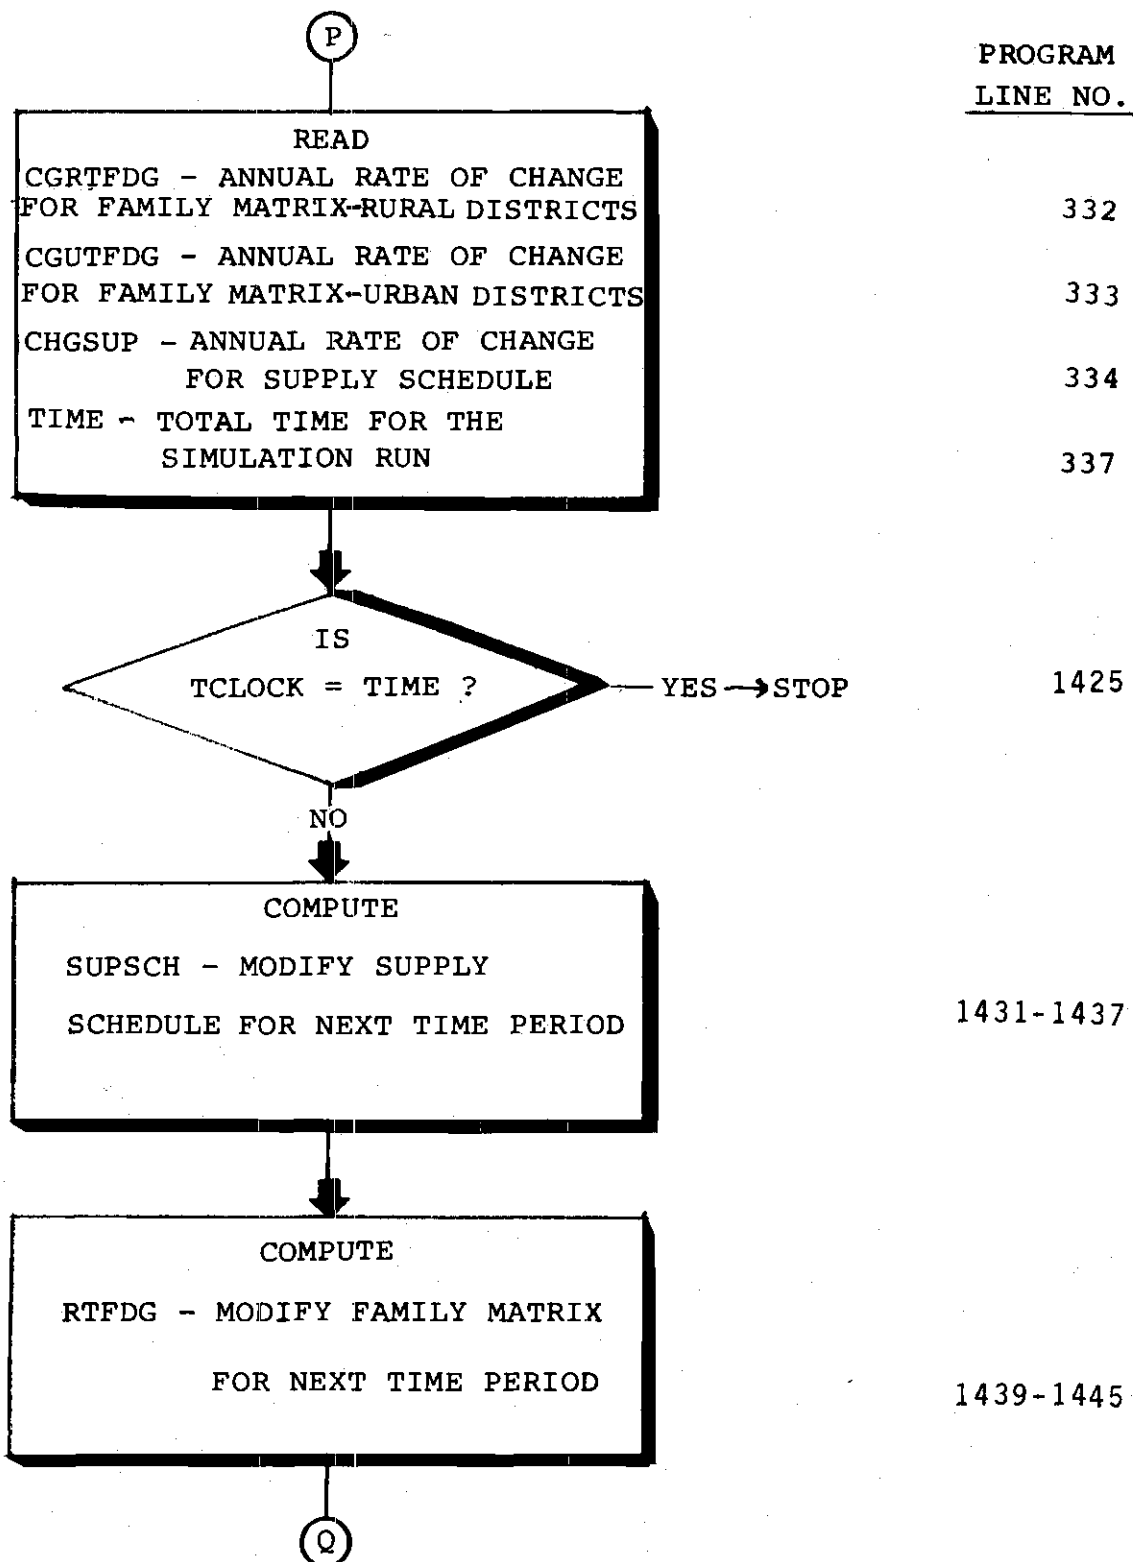 P
PROGRAM
LINE NO.
READ
CGRTFDG - ANNUAL RATE OF CHANGE
FOR FAMILY MATRIX-RURAL DISTRICTS 332
CGUTFDG - ANNUAL RATE OF CHANGE
FOR FAMILY MATRIX-URBAN DISTRICTS 333
CHGSUP - ANNUAL RATE OF CHANGE
FOR SUPPLY SCHEDULE 334
TIME - TOTAL TIME FOR THE
SIMULATION RUN 337
IS
TCLOCK = TIME ? YES → STOP 1425
NO
COMPUTE
SUPSCH - MODIFY SUPPLY
SCHEDULE FOR NEXT TIME PERIOD 1431-1437
COMPUTE
RTFDG - MODIFY FAMILY MATRIX
FOR NEXT TIME PERIOD 1439-1445
Q